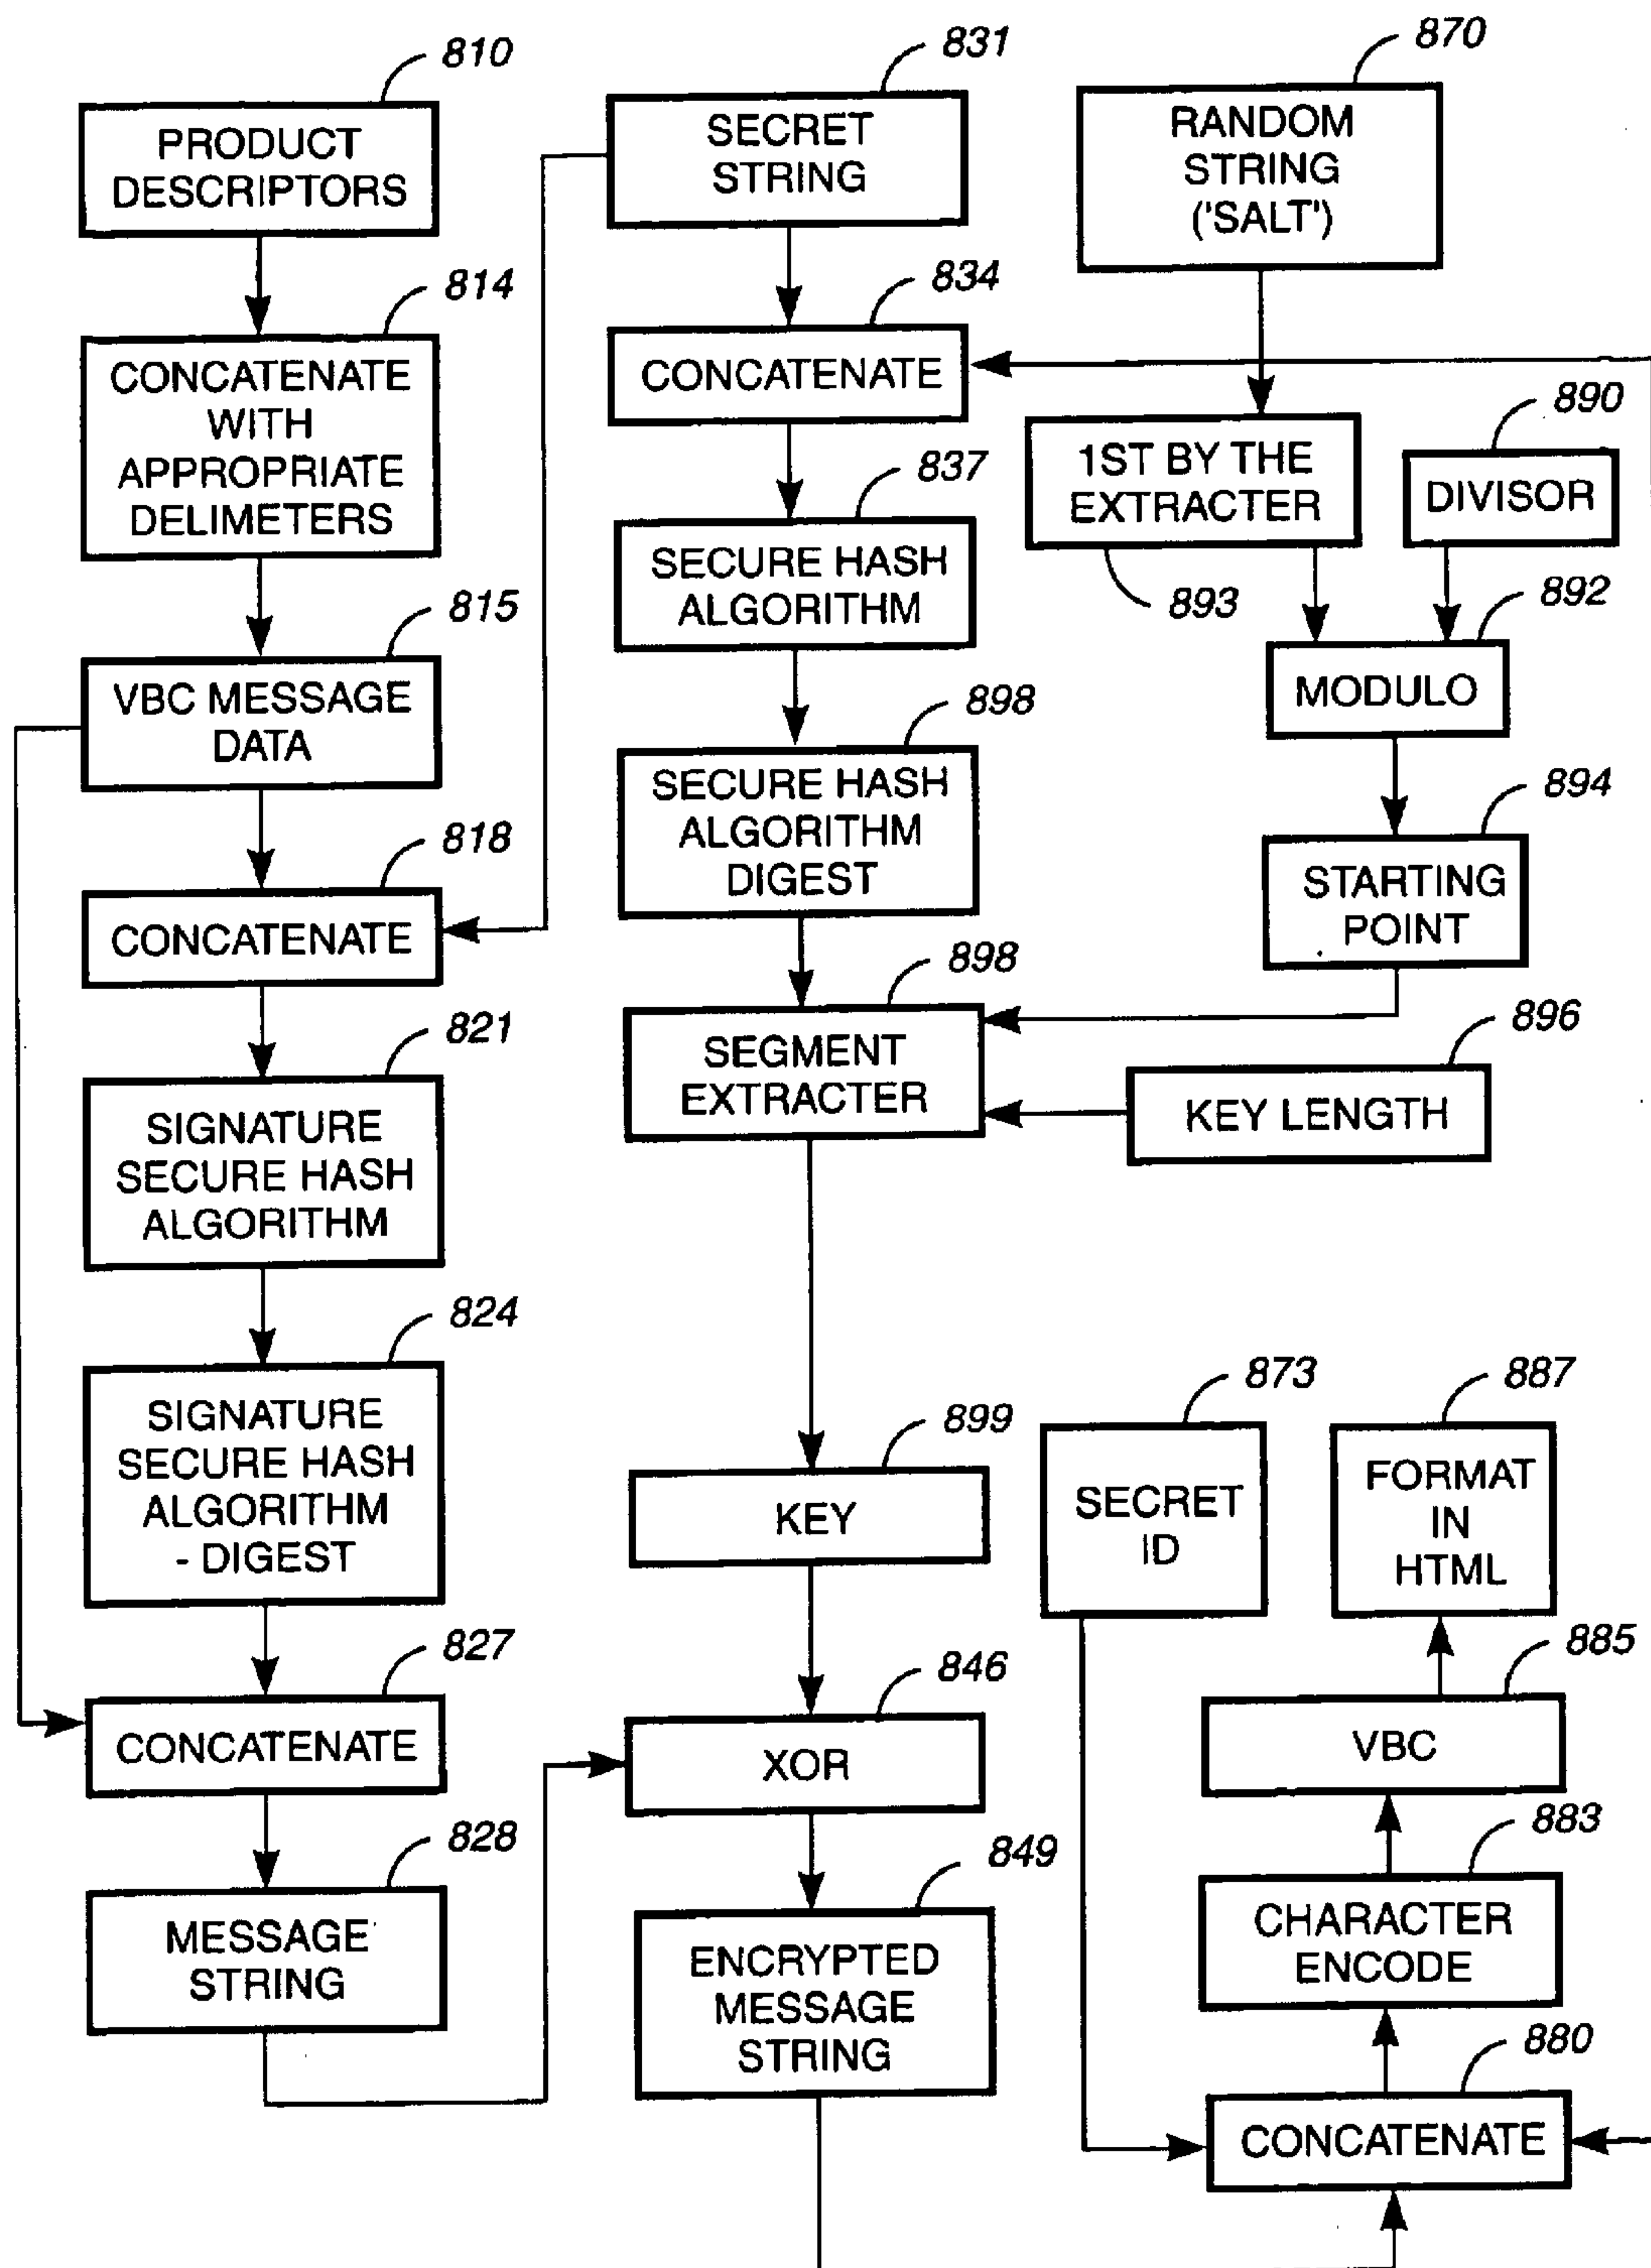 810
PRODUCT
DESCRIPTORS
814
CONCATENATE
WITH
APPROPRIATE
DELIMETERS
815
VBC MESSAGE
DATA
818
CONCATENATE
821
SIGNATURE
SECURE HASH
ALGORITHM
824
SIGNATURE
SECURE HASH
ALGORITHM
- DIGEST
827
CONCATENATE
828
MESSAGE
STRING
831
SECRET
STRING
834
CONCATENATE
837
SECURE HASH
ALGORITHM
898
SECURE HASH
ALGORITHM
DIGEST
898
SEGMENT
EXTRACTER
899
KEY
846
XOR
849
ENCRYPTED
MESSAGE
STRING
870
RANDOM
STRING
('SALT')
1ST BY THE
EXTRACTER
893
890
DIVISOR
892
MODULO
894
STARTING
POINT
896
KEY LENGTH
873
SECRET
ID
887
FORMAT
IN
HTML
885
VBC
883
CHARACTER
ENCODE
880
CONCATENATE